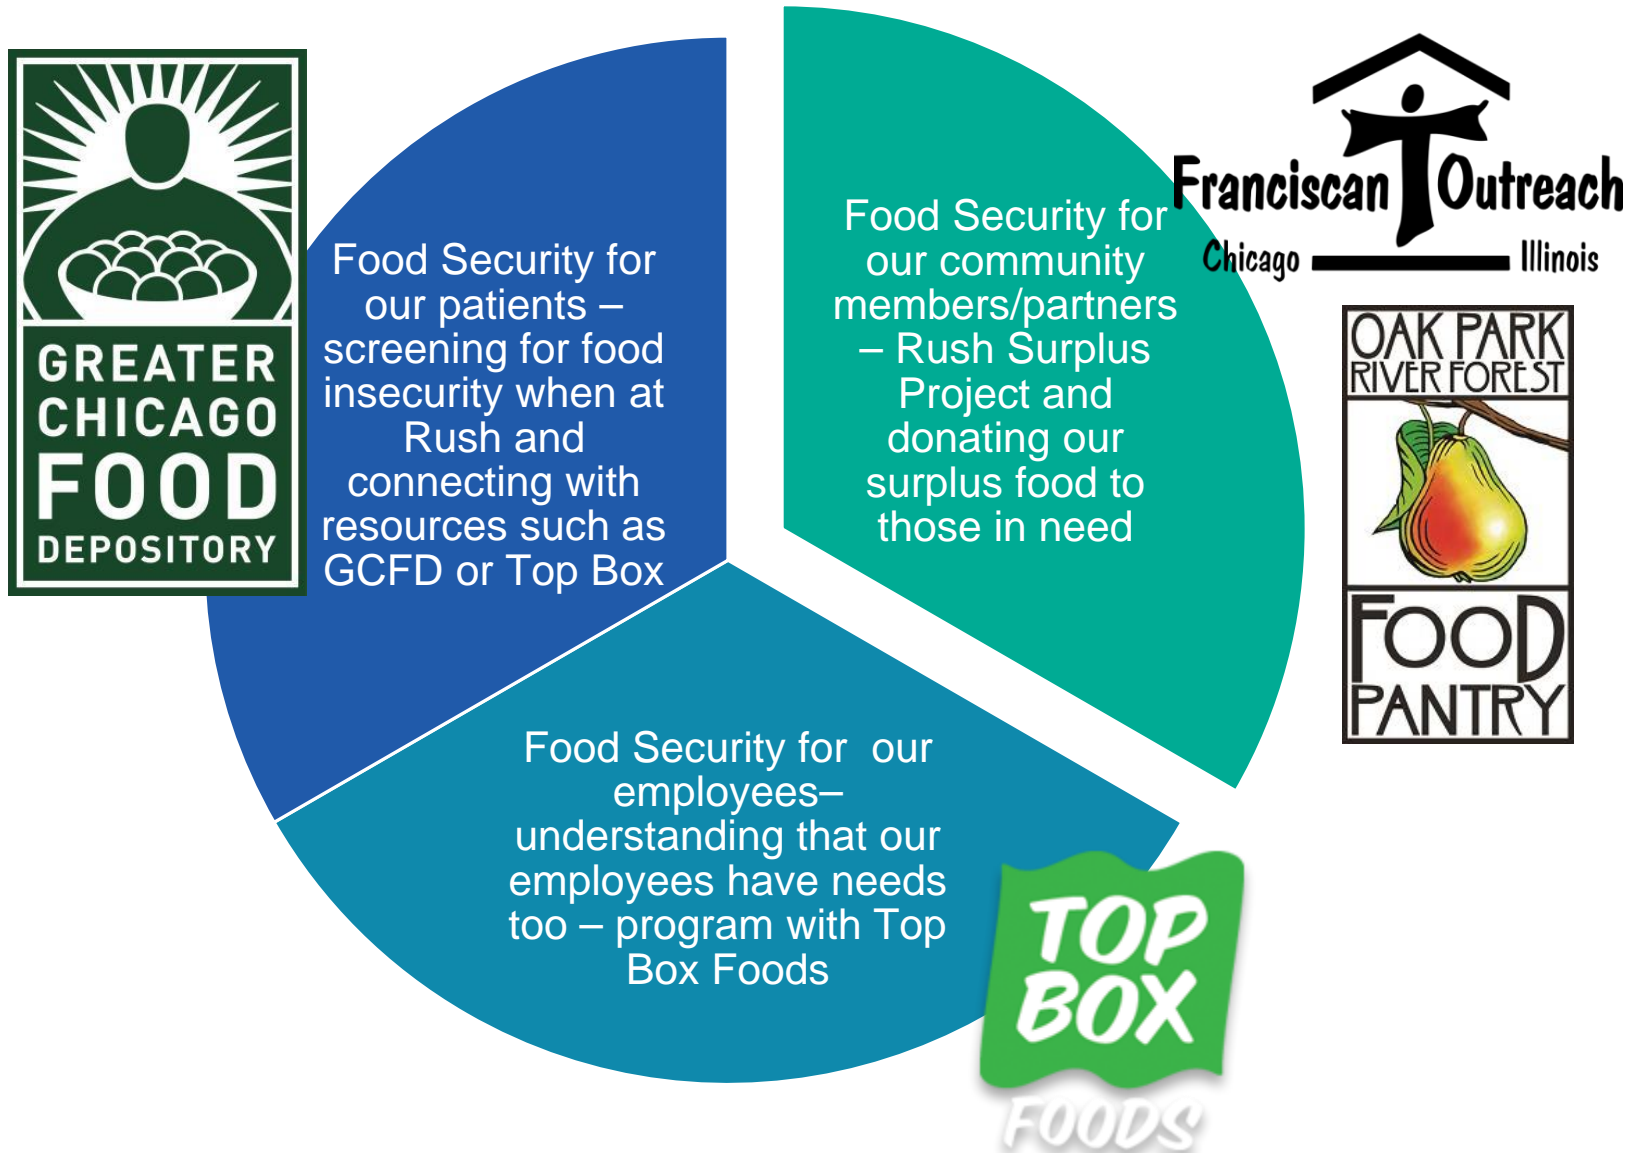 GREATER
CHICAGO
FOOD
DEPOSITORY
Food Security for
our patients –
screening for food
insecurity when at
Rush and
connecting with
resources such as
GCFD or Top Box
Food Security for
our community
members/partners
– Rush Surplus
Project and
donating our
surplus food to
those in need
Franciscan Outreach
Chicago Illinois
OAK PARK
RIVER FOREST
FOOD
PANTRY
Food Security for  our
employees–
understanding that our
employees have needs
too – program with Top
Box Foods
TOP
BOX
FOODS